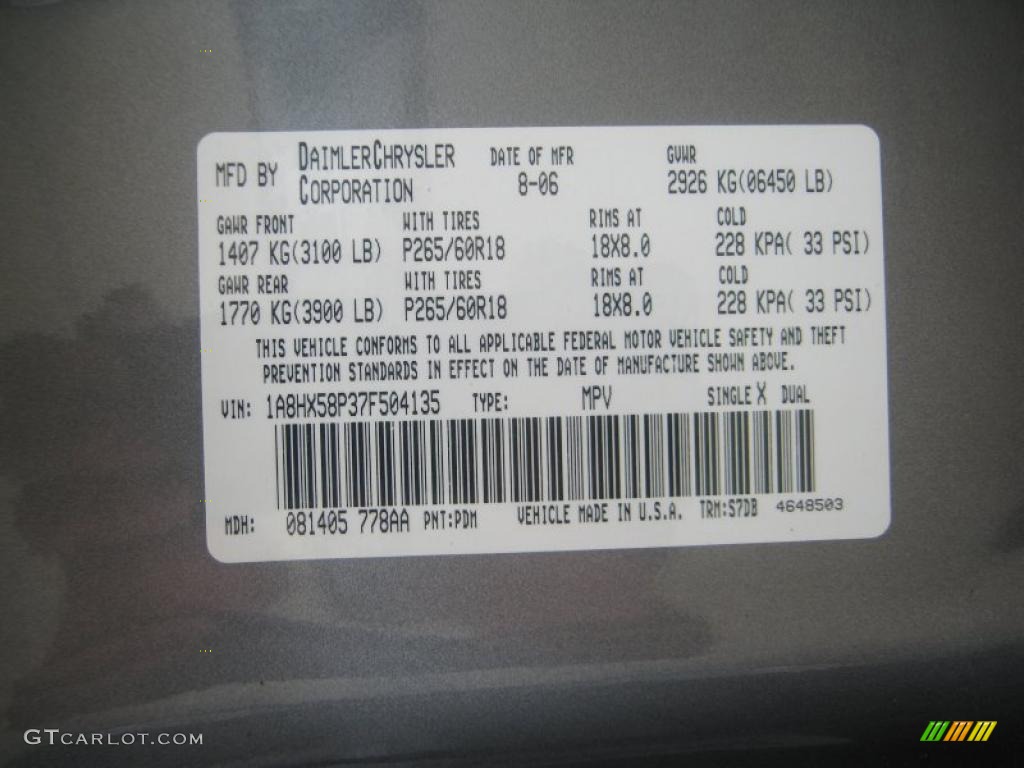 MFD BY DAIMLERCHRYSLER CORPORATION DATE OF MFR 8-06 GVWR 2926 KG(06450 LB)
GAWR FRONT WITH TIRES RIMS AT COLD
1407 KG(3100 LB) P265/60R18 18X8.0 228 KPA( 33 PSI)
GAWR REAR WITH TIRES RIMS AT COLD
1770 KG(3900 LB) P265/60R18 18X8.0 228 KPA( 33 PSI)
THIS VEHICLE CONFORMS TO ALL APPLICABLE FEDERAL MOTOR VEHICLE SAFETY AND THEFT
PREVENTION STANDARDS IN EFFECT ON THE DATE OF MANUFACTURE SHOWN ABOVE.
VIN: 1A8HX58P37F504135 TYPE: MPV SINGLE X DUAL
MDH: 081405 778AA PNT:PDM VEHICLE MADE IN U.S.A. TRM:S7DB 4648503
GTCARLOT.COM